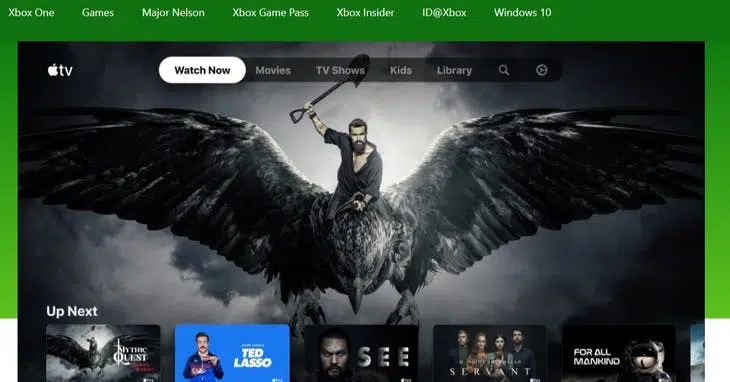 Xbox One Games Major Nelson Xbox Game Pass Xbox Insider ID@Xbox Windows 10
tv Watch Now Movies TV Shows Kids Library
Up Next
MYTHIC QUEST
TED LASSO
SEE
SERVANT
FOR ALL MANKIND